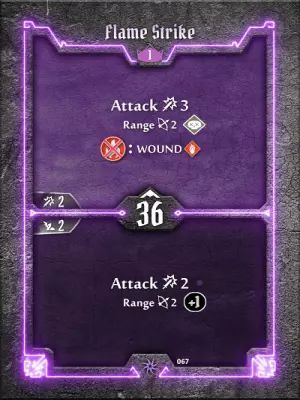 Flame Strike
1
Attack 3
Range 2
: WOUND
2
36
2
Attack 2
Range 2 +1
067